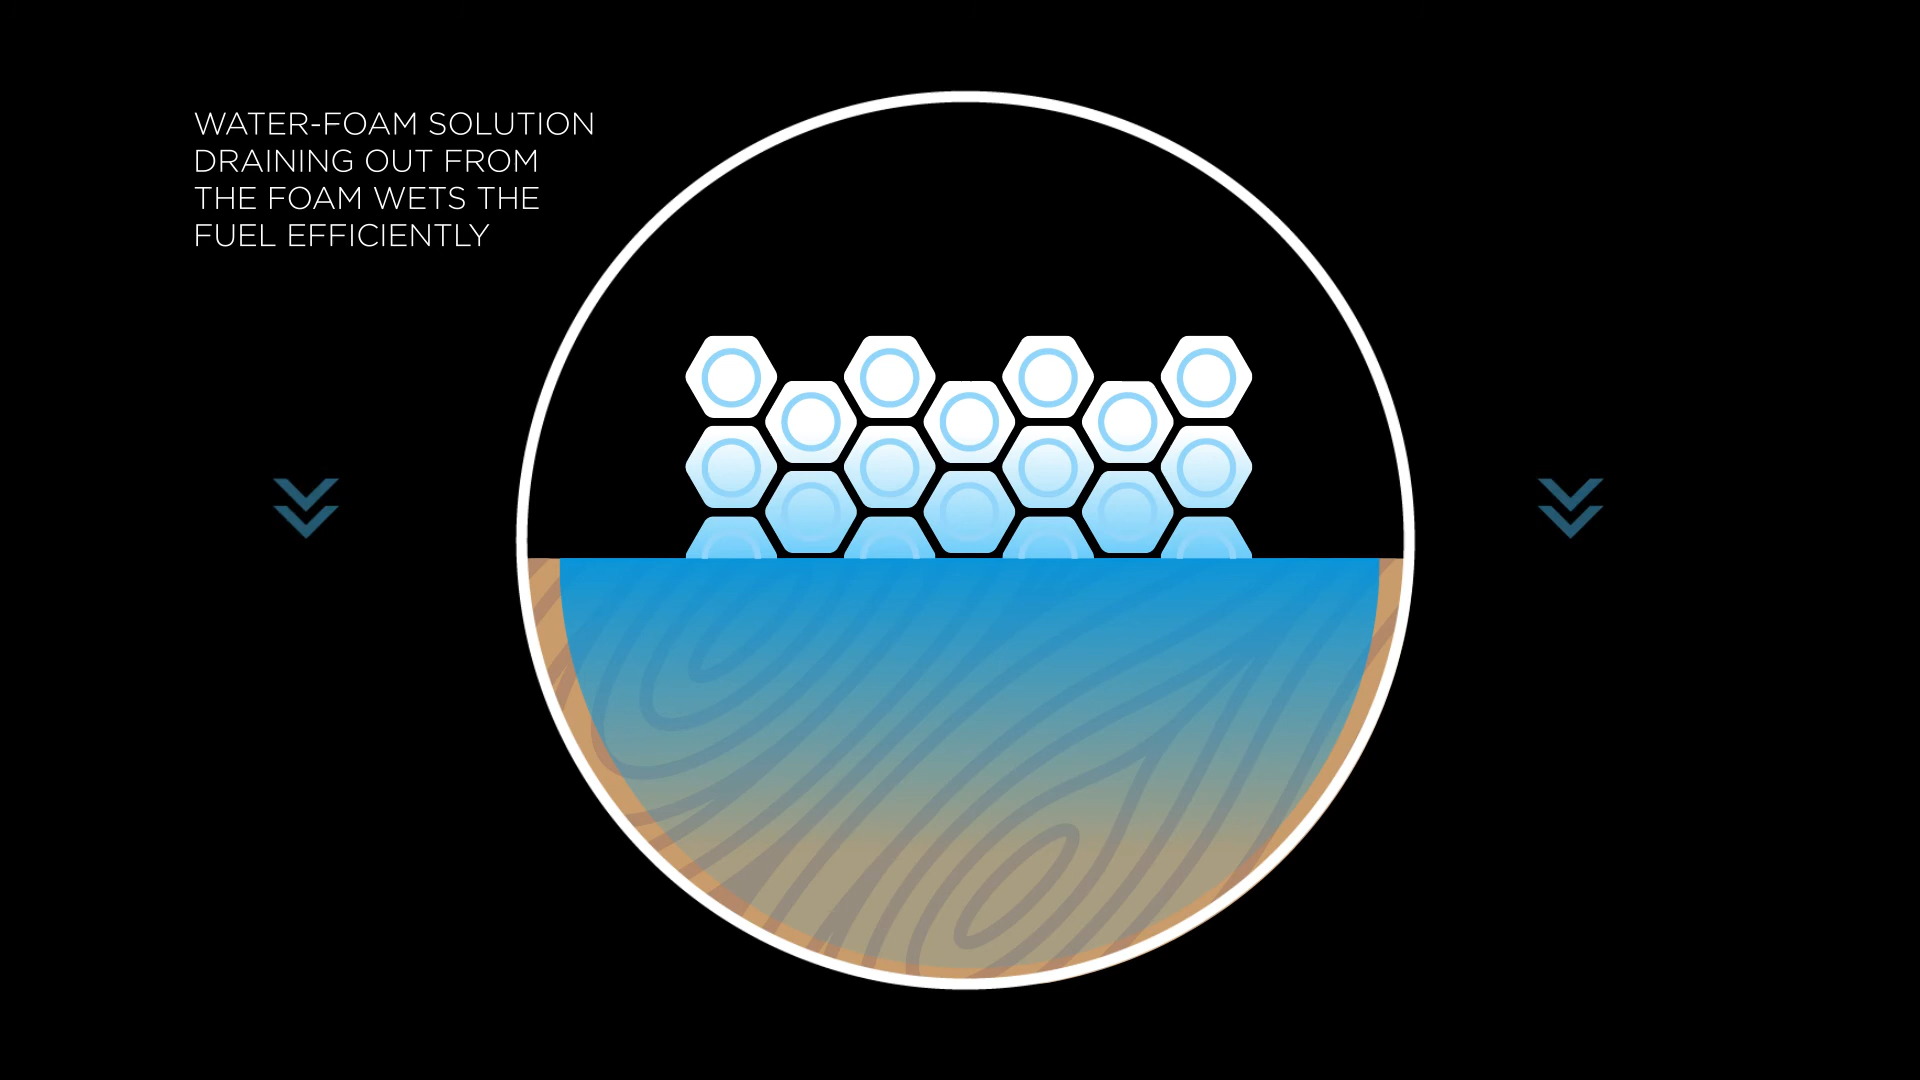 WATER-FOAM SOLUTION
DRAINING OUT FROM
THE FOAM WETS THE
FUEL EFFICIENTLY